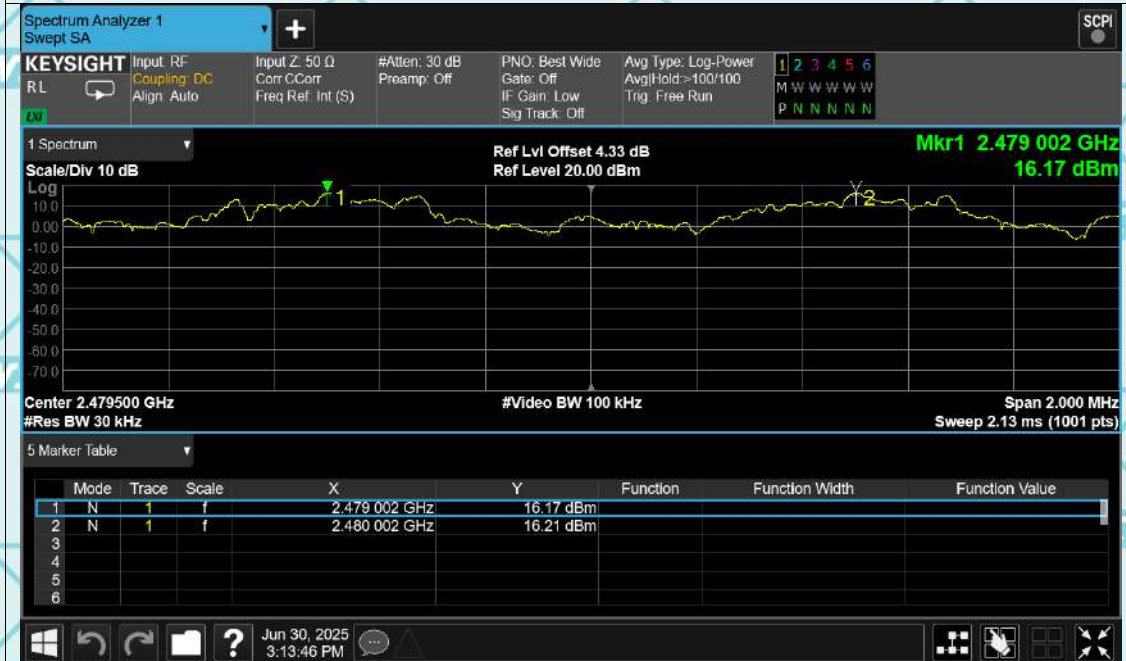 Spectrum Analyzer 1
Swept SA
+
SCPI
KEYSIGHT
RL
LXI
Input: RF
Coupling: DC
Align: Auto
Input Z: 50 Ω
Corr CCorr
Freq Ref: Int (S)
#Atten: 30 dB
Preamp: Off
PNO: Best Wide
Gate: Off
IF Gain: Low
Sig Track: Off
Avg Type: Log-Power
Avg|Hold:>100/100
Trig: Free Run
1 2 3 4 5 6
M W W W W W
P N N N N N
1 Spectrum
Scale/Div 10 dB
Ref Lvl Offset 4.33 dB
Ref Level 20.00 dBm
Mkr1 2.479 002 GHz
16.17 dBm
Log
10.0
0.00
-10.0
-20.0
-30.0
-40.0
-50.0
-60.0
-70.0
1
2
Center 2.479500 GHz
#Video BW 100 kHz
Span 2.000 MHz
#Res BW 30 kHz
Sweep 2.13 ms (1001 pts)
5 Marker Table
Mode Trace Scale X Y Function Function Width Function Value
1 N 1 f 2.479 002 GHz 16.17 dBm
2 N 1 f 2.480 002 GHz 16.21 dBm
3
4
5
6
?
Jun 30, 2025
3:13:46 PM